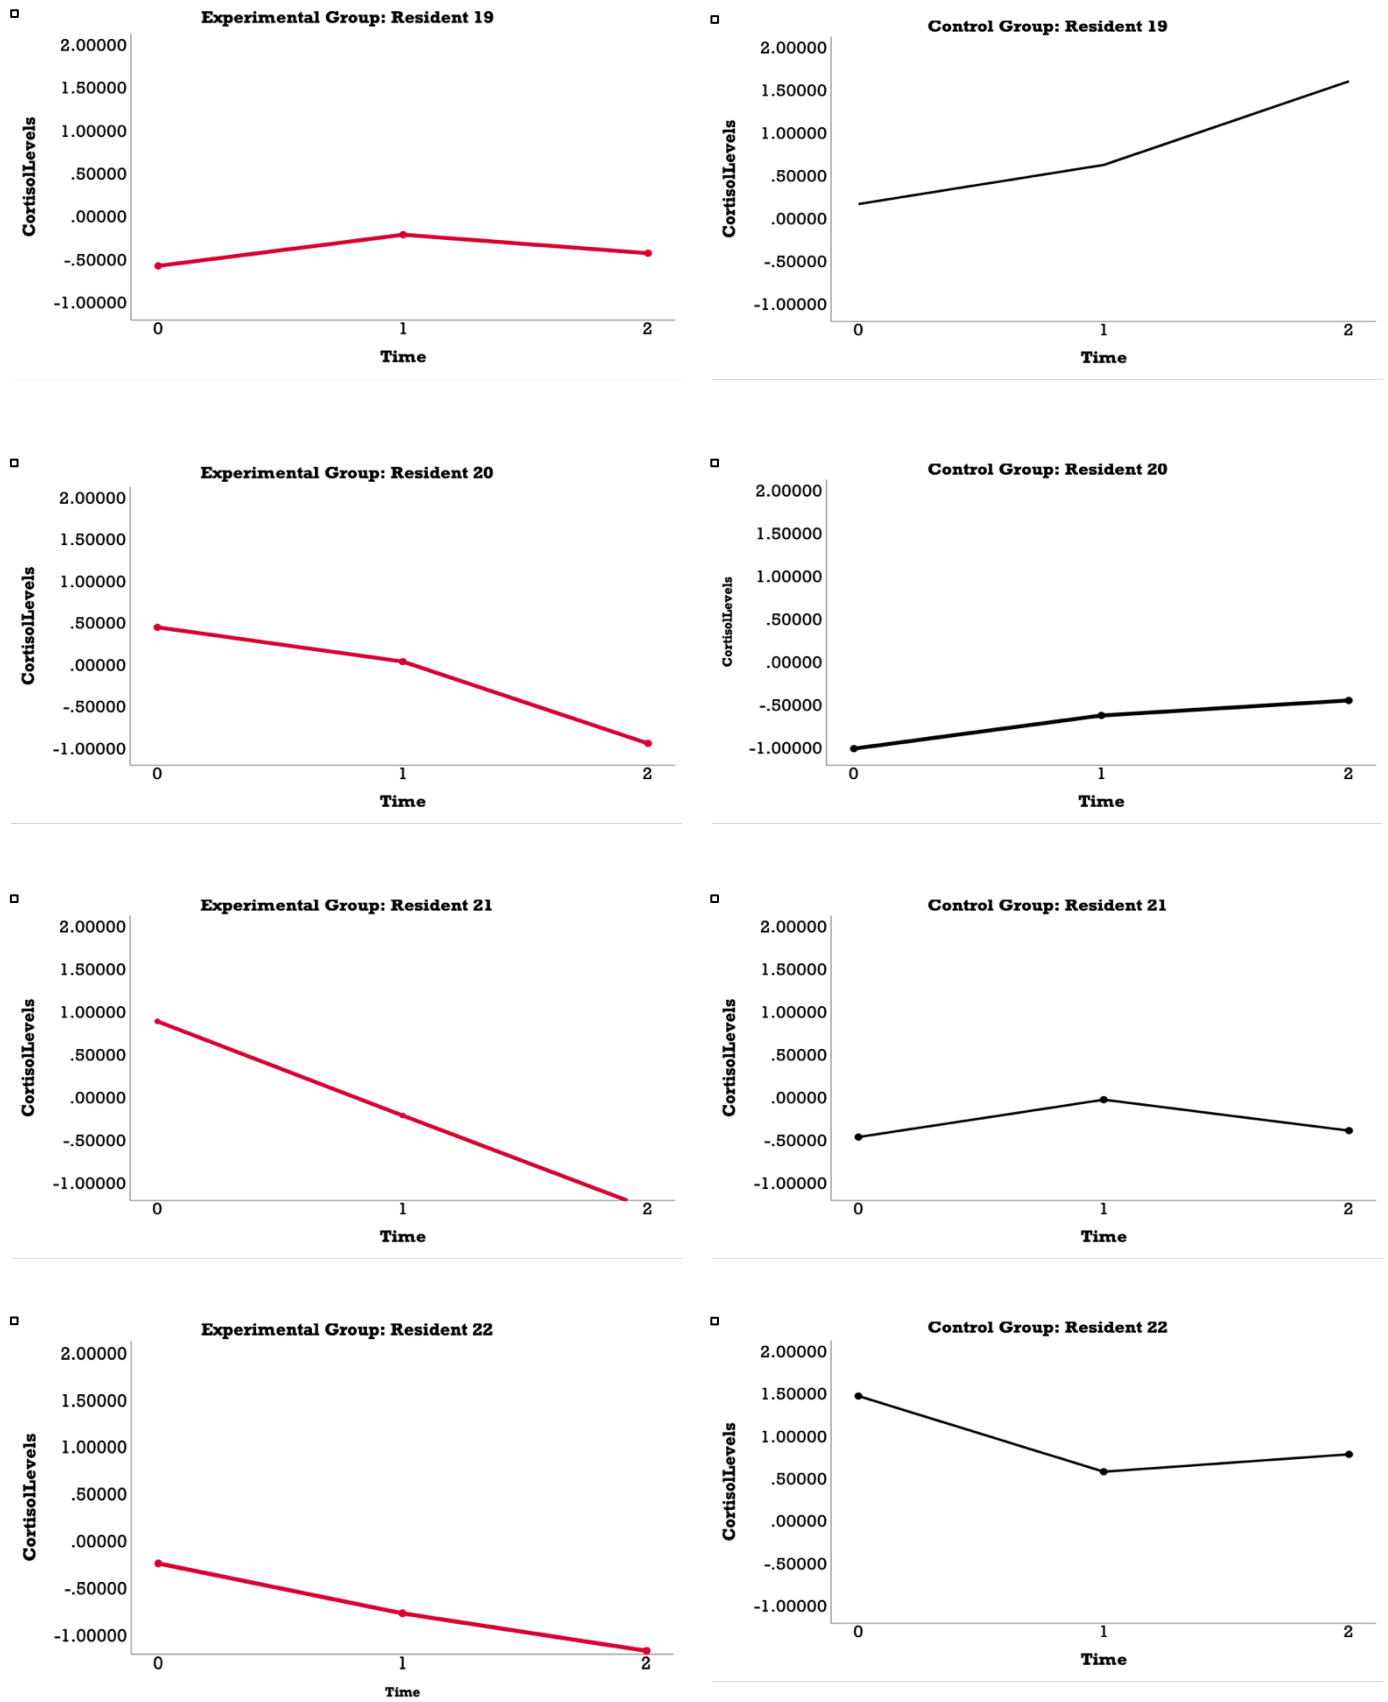 Experimental Group: Resident 19
2.00000
1.50000
1.00000
.50000
.00000
-.50000
-1.00000
CortisolLevels
0 1 2
Time
Control Group: Resident 19
2.00000
1.50000
1.00000
.50000
.00000
-.50000
-1.00000
CortisolLevels
0 1 2
Time
Experimental Group: Resident 20
2.00000
1.50000
1.00000
.50000
.00000
-.50000
-1.00000
CortisolLevels
0 1 2
Time
Control Group: Resident 20
2.00000
1.50000
1.00000
.50000
.00000
-.50000
-1.00000
CortisolLevels
0 1 2
Time
Experimental Group: Resident 21
2.00000
1.50000
1.00000
.50000
.00000
-.50000
-1.00000
CortisolLevels
0 1 2
Time
Control Group: Resident 21
2.00000
1.50000
1.00000
.50000
.00000
-.50000
-1.00000
CortisolLevels
0 1 2
Time
Experimental Group: Resident 22
2.00000
1.50000
1.00000
.50000
.00000
-.50000
-1.00000
CortisolLevels
0 1 2
Time
Control Group: Resident 22
2.00000
1.50000
1.00000
.50000
.00000
-.50000
-1.00000
CortisolLevels
0 1 2
Time